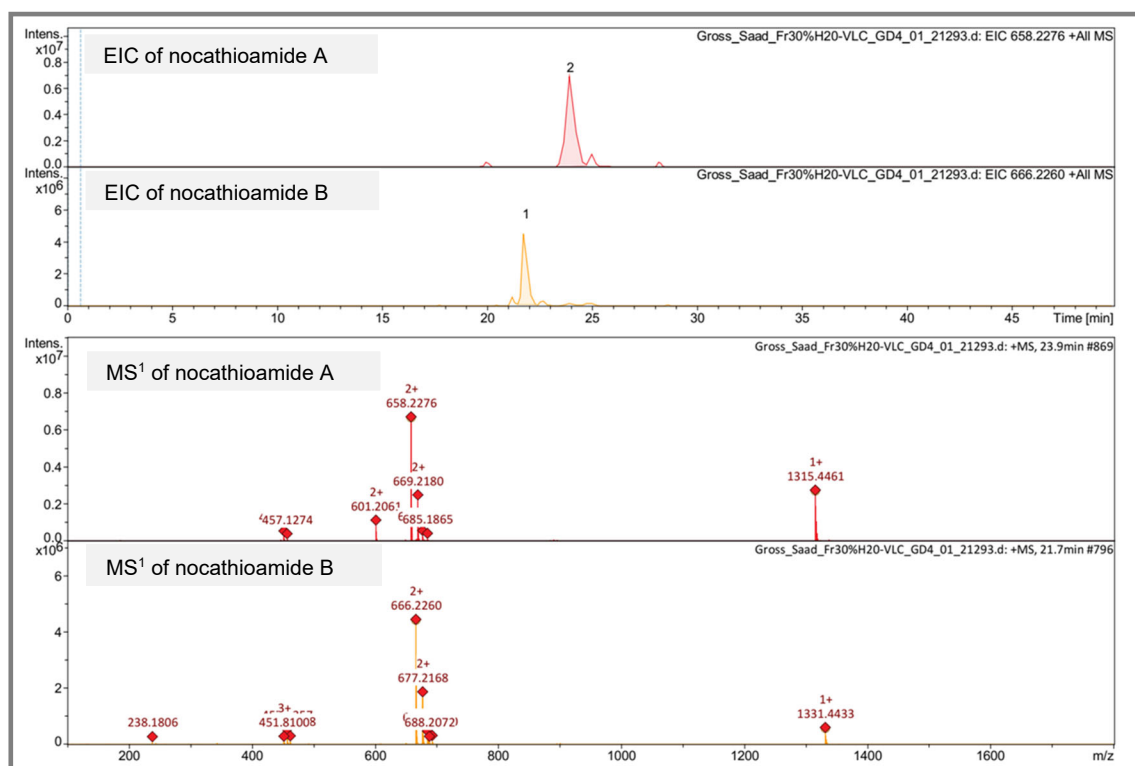 Intens.
x10⁷
EIC of nocathioamide A
Gross_Saad_Fr30%H20-VLC_GD4_01_21293.d: EIC 658.2276 +All MS
0.8
0.6
0.4
0.2
0.0
2
Intens.
x10⁶
EIC of nocathioamide B
Gross_Saad_Fr30%H20-VLC_GD4_01_21293.d: EIC 666.2260 +All MS
6
4
2
0
1
0 5 10 15 20 25 30 35 40 45 Time [min]
Intens.
x10⁷
MS¹ of nocathioamide A
Gross_Saad_Fr30%H20-VLC_GD4_01_21293.d: +MS, 23.9min #869
0.8
0.6
0.4
0.2
0.0
2+
658.2276
2+
669.2180
2+
601.2061
685.1865
457.1274
1+
1315.4461
x10⁶
MS¹ of nocathioamide B
Gross_Saad_Fr30%H20-VLC_GD4_01_21293.d: +MS, 21.7min #796
6
4
2
0
2+
666.2260
2+
677.2168
688.2072
3+
238.1806
1+
1331.4433
200 400 600 800 1000 1200 1400 1600 m/z